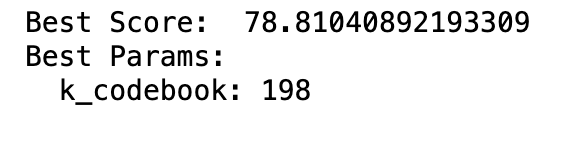 Best Score:  78.81040892193309
Best Params:
  k_codebook: 198